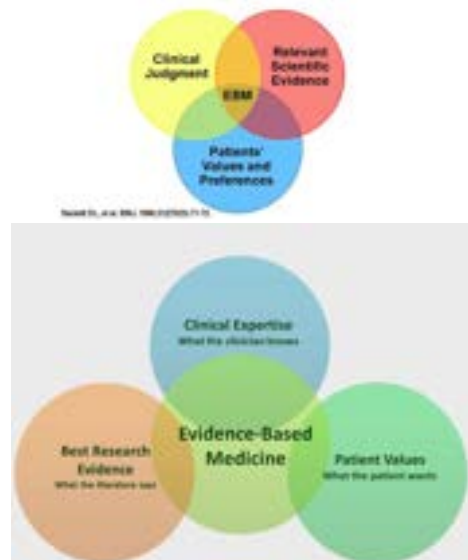 Clinical
Judgment
Relevant
Scientific
Evidence
EBM
Patients'
Values and
Preferences
Clinical Expertise
What the clinician knows
Evidence-Based
Medicine
Best Research
Evidence
What the literature says
Patient Values
What the patient wants